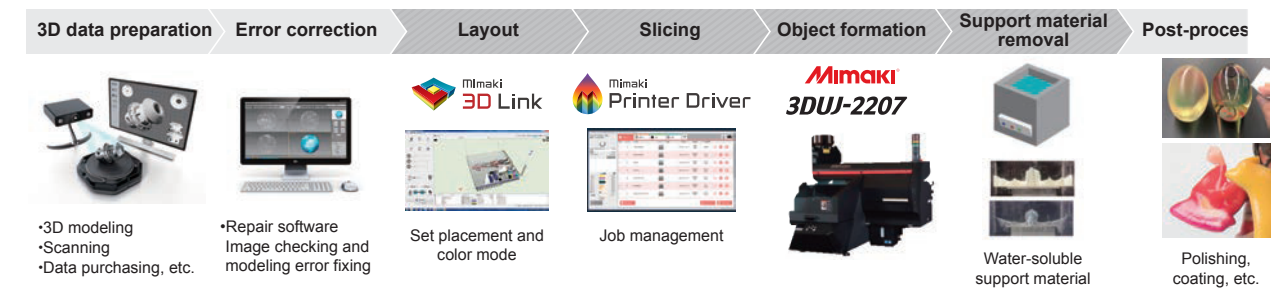 3D data preparation
Error correction
Layout
Slicing
Object formation
Support material
removal
Post-proces
Mimaki
3D Link
Mimaki
Printer Driver
Mimaki
3DUJ-2207
•3D modeling
•Scanning
•Data purchasing, etc.
•Repair software
Image checking and
modeling error fixing
Set placement and
color mode
Job management
Water-soluble
support material
Polishing,
coating, etc.